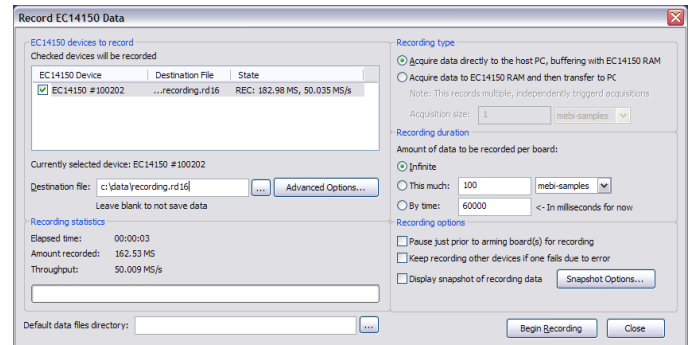 Record EC14150 Data
EC14150 devices to record
Checked devices will be recorded
EC14150 Device Destination File State
EC14150 #100202 ...recording.rd16 REC: 182.98 MS, 50.035 MS/s
Currently selected device: EC14150 #100202
Destination file: c:\data\recording.rd16 ... Advanced Options...
Leave blank to not save data
Recording statistics
Elapsed time: 00:00:03
Amount recorded: 162.53 MS
Throughput: 50.009 MS/s
Default data files directory: ...
Recording type
Acquire data directly to the host PC, buffering with EC14150 RAM
Acquire data to EC14150 RAM and then transfer to PC
Note: This records multiple, independently triggerd acquisitions
Acquisition size: 1 mebi-samples
Recording duration
Amount of data to be recorded per board:
Infinite
This much: 100 mebi-samples
By time: 60000 <- In milliseconds for now
Recording options
Pause just prior to arming board(s) for recording
Keep recording other devices if one fails due to error
Display snapshot of recording data Snapshot Options...
Begin Recording Close